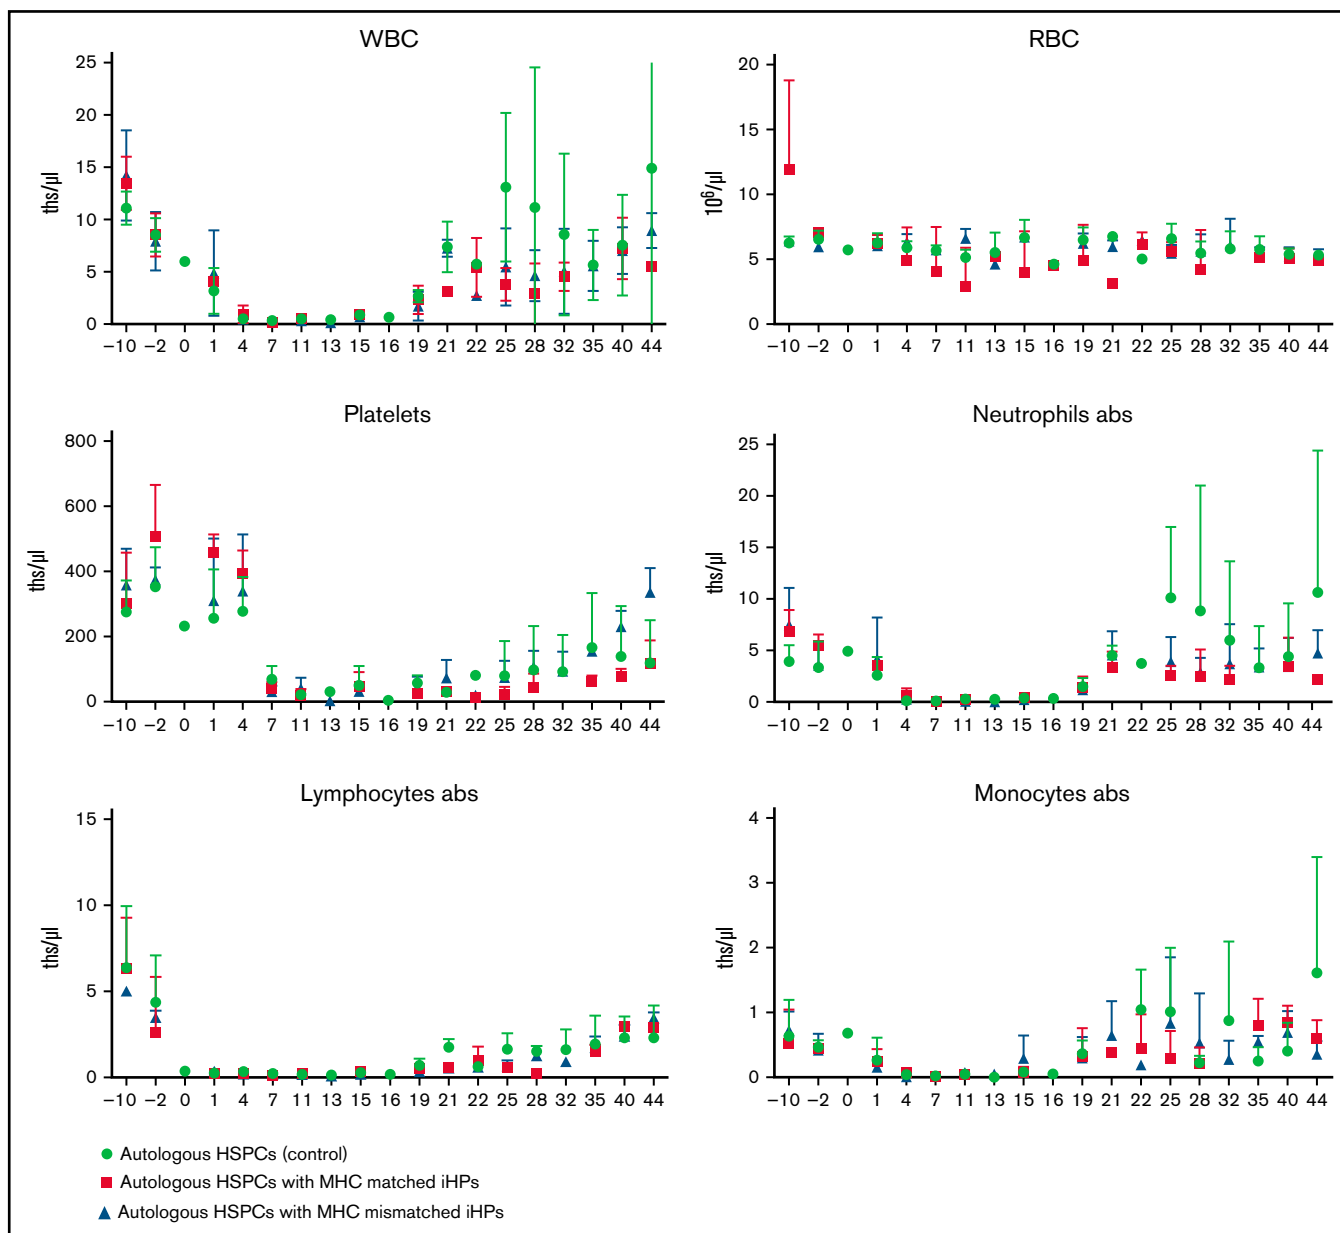 WBC
25
20
15
10
5
0
ths/µl
−10 −2 0 1 4 7 11 13 15 16 19 21 22 25 28 32 35 40 44
RBC
20
15
10
5
0
10⁶/µl
−10 −2 0 1 4 7 11 13 15 16 19 21 22 25 28 32 35 40 44
Platelets
800
600
400
200
0
ths/µl
−10 −2 0 1 4 7 11 13 15 16 19 21 22 25 28 32 35 40 44
Neutrophils abs
25
20
15
10
5
0
ths/µl
−10 −2 0 1 4 7 11 13 15 16 19 21 22 25 28 32 35 40 44
Lymphocytes abs
15
10
5
0
ths/µl
−10 −2 0 1 4 7 11 13 15 16 19 21 22 25 28 32 35 40 44
Monocytes abs
4
3
2
1
0
ths/µl
−10 −2 0 1 4 7 11 13 15 16 19 21 22 25 28 32 35 40 44
Autologous HSPCs (control)
Autologous HSPCs with MHC matched iHPs
Autologous HSPCs with MHC mismatched iHPs